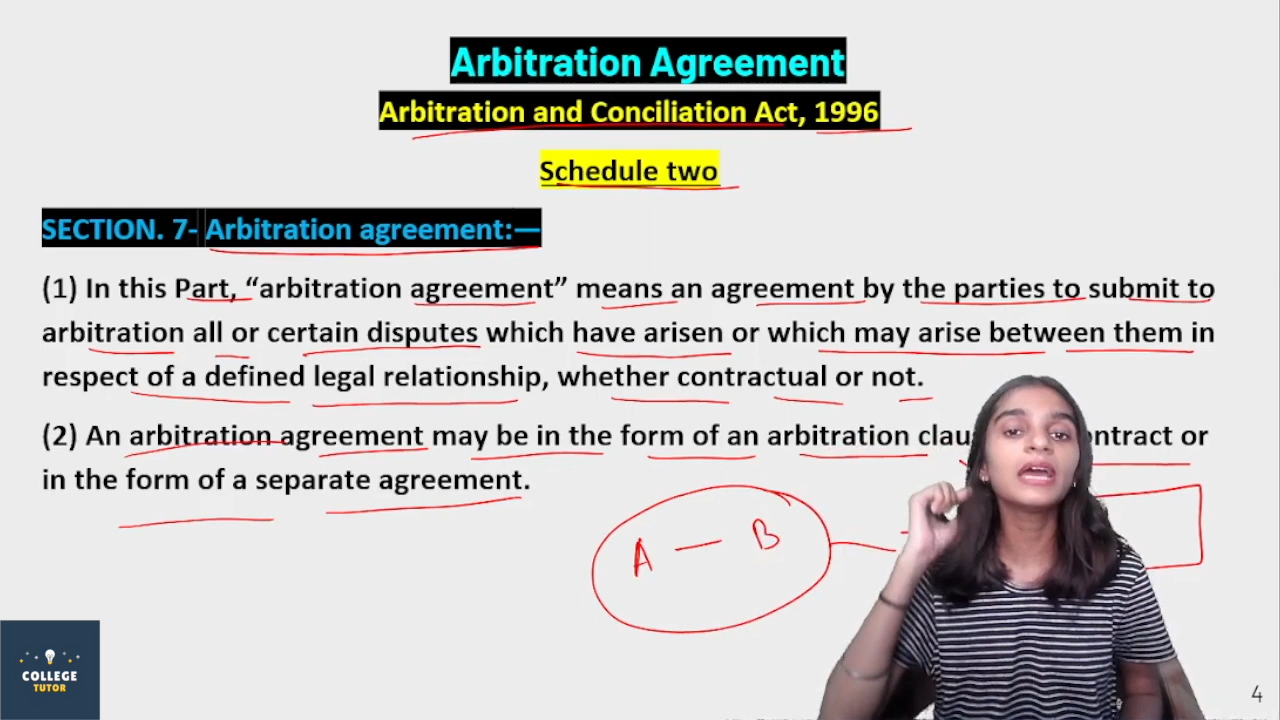 Arbitration Agreement
Arbitration and Conciliation Act, 1996
Schedule two
SECTION. 7- Arbitration agreement:—
(1) In this Part, “arbitration agreement” means an agreement by the parties to submit to
arbitration all or certain disputes which have arisen or which may arise between them in
respect of a defined legal relationship, whether contractual or not.
(2) An arbitration agreement may be in the form of an arbitration or
in the form of a separate agreement.
A — B
COLLEGE
TUTOR
4